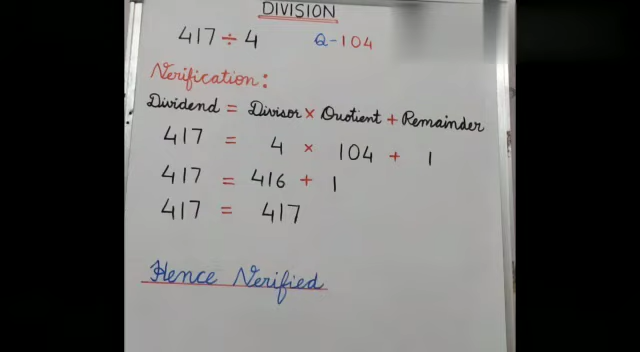 DIVISION
417 ÷ 4 Q - 104
Verification:
Dividend = Divisor × Quotient + Remainder
417 = 4 × 104 + 1
417 = 416 + 1
417 = 417
Hence Verified